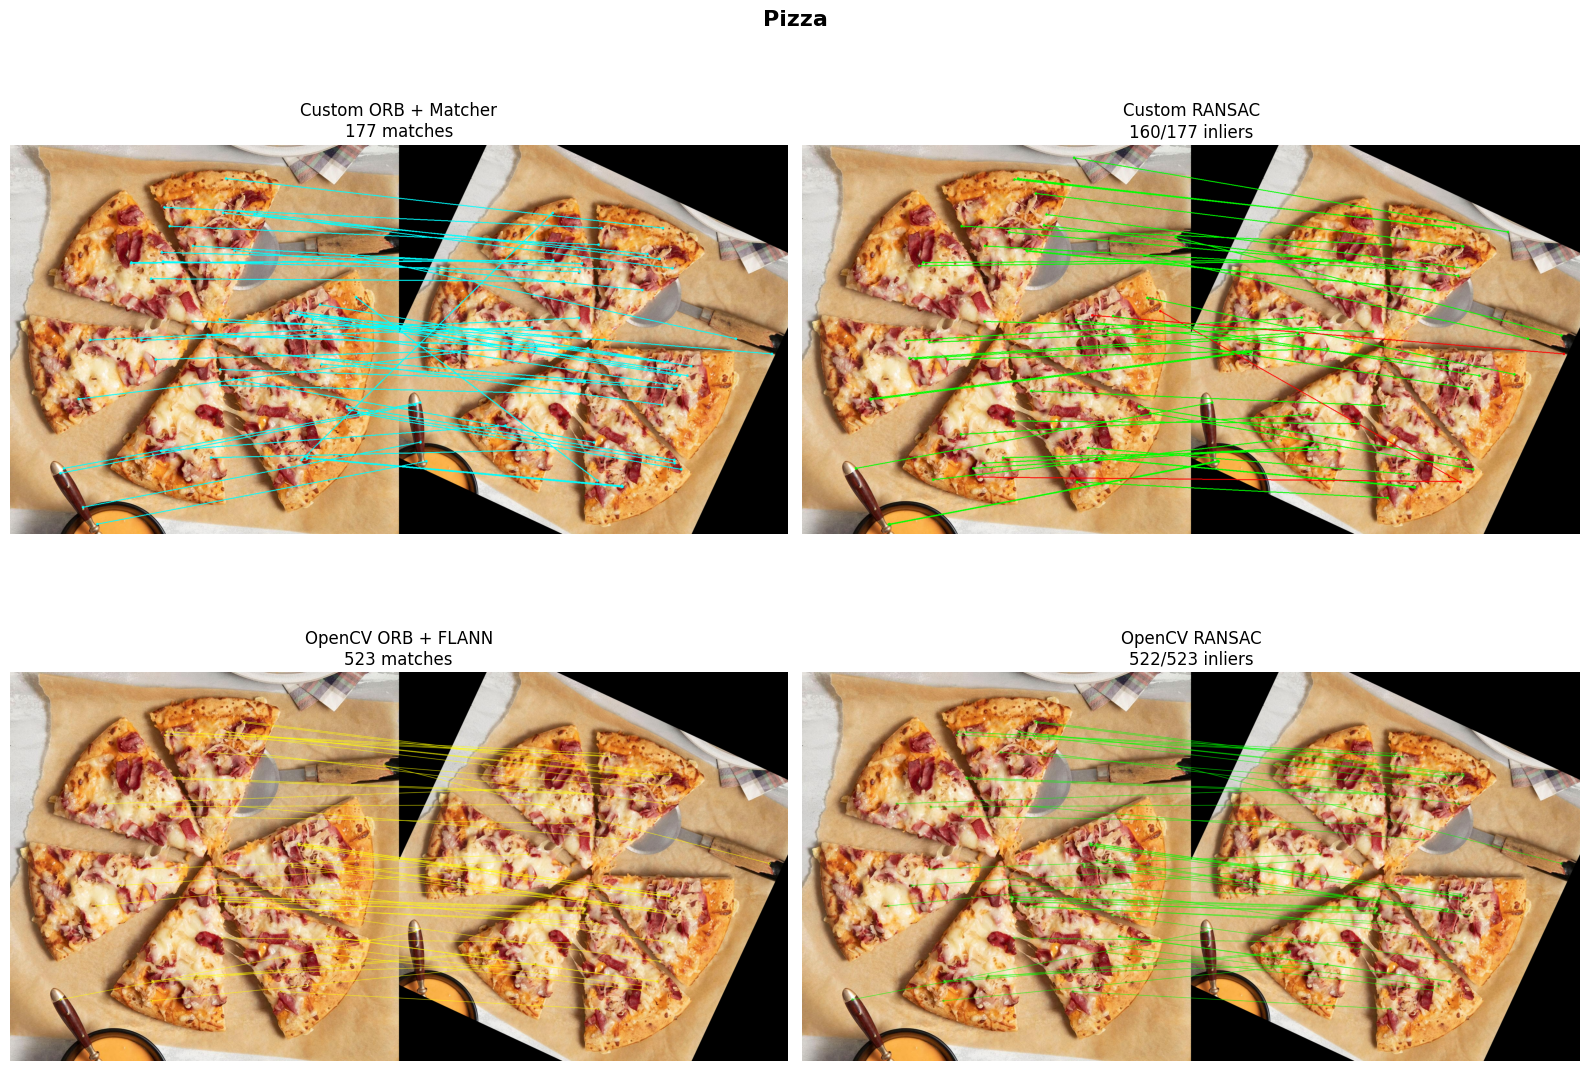 Pizza
Custom ORB + Matcher
177 matches
Custom RANSAC
160/177 inliers
OpenCV ORB + FLANN
523 matches
OpenCV RANSAC
522/523 inliers